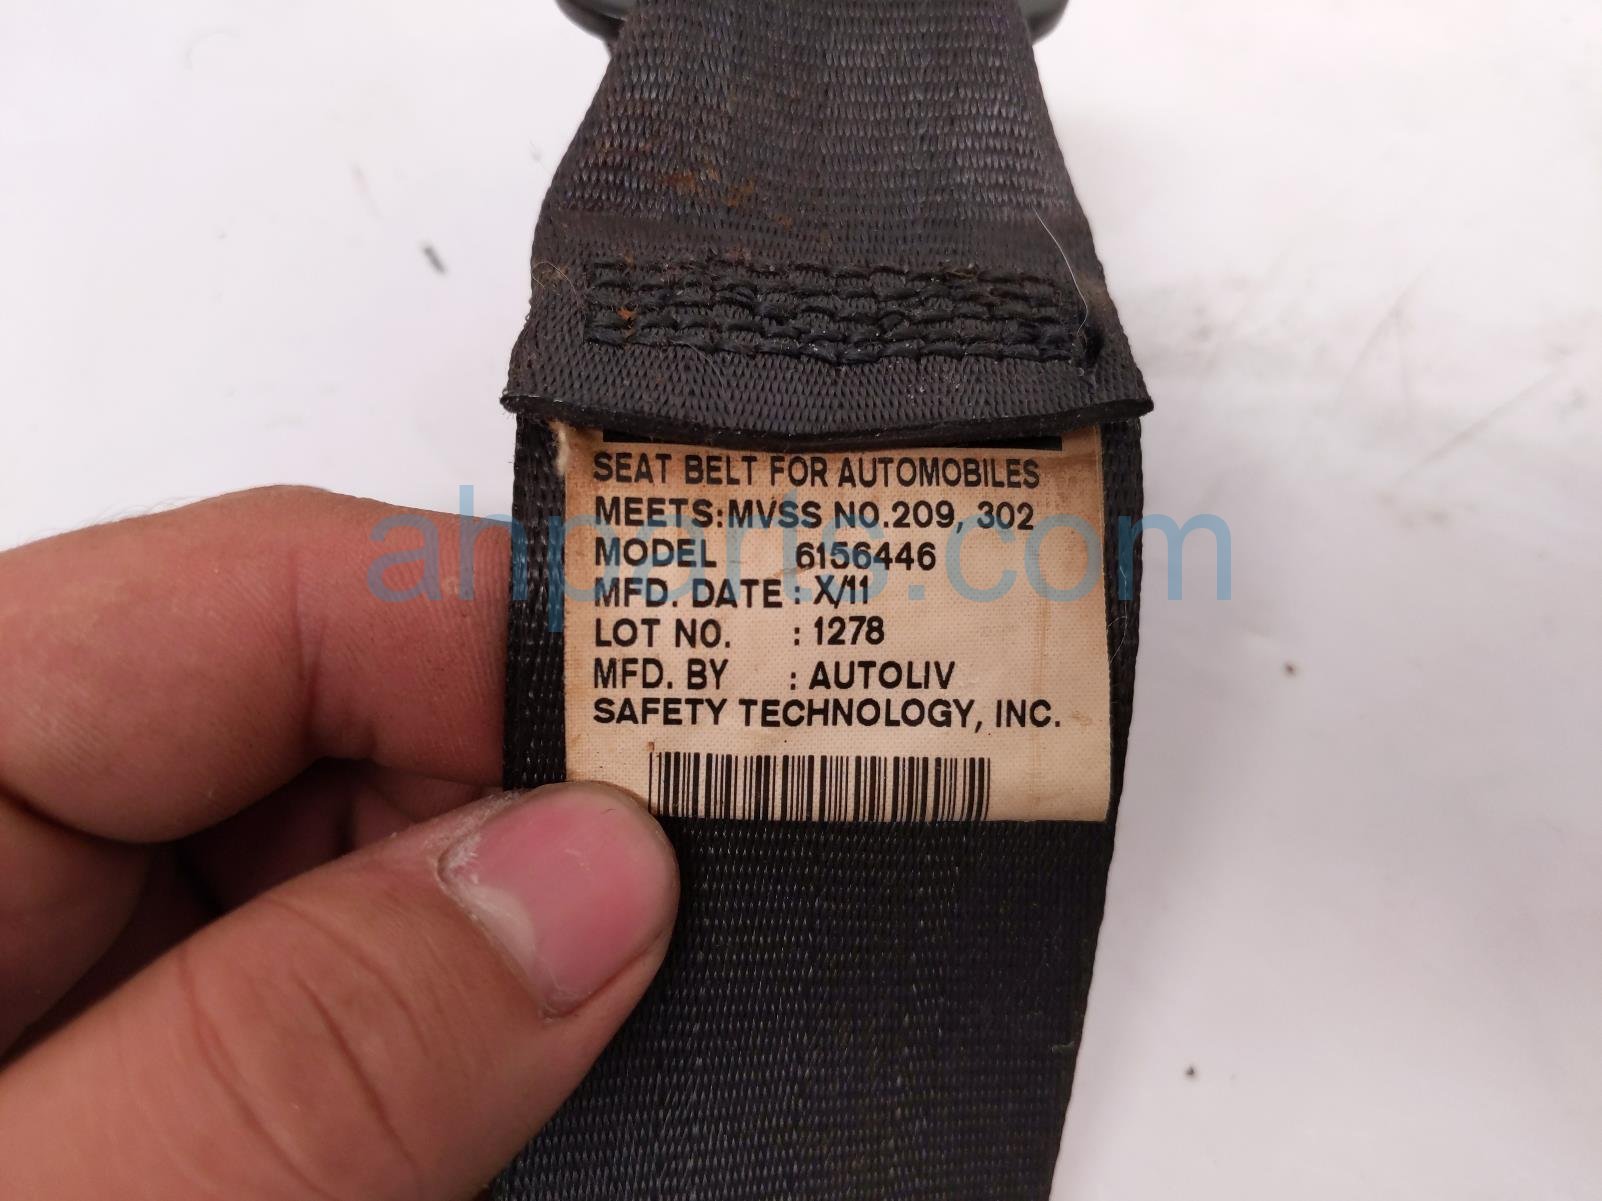 SEAT BELT FOR AUTOMOBILES
MEETS:MVSS NO.209, 302
MODEL 6156446
MFD. DATE : X/11
LOT NO. : 1278
MFD. BY : AUTOLIV
SAFETY TECHNOLOGY, INC.
ahparts.com